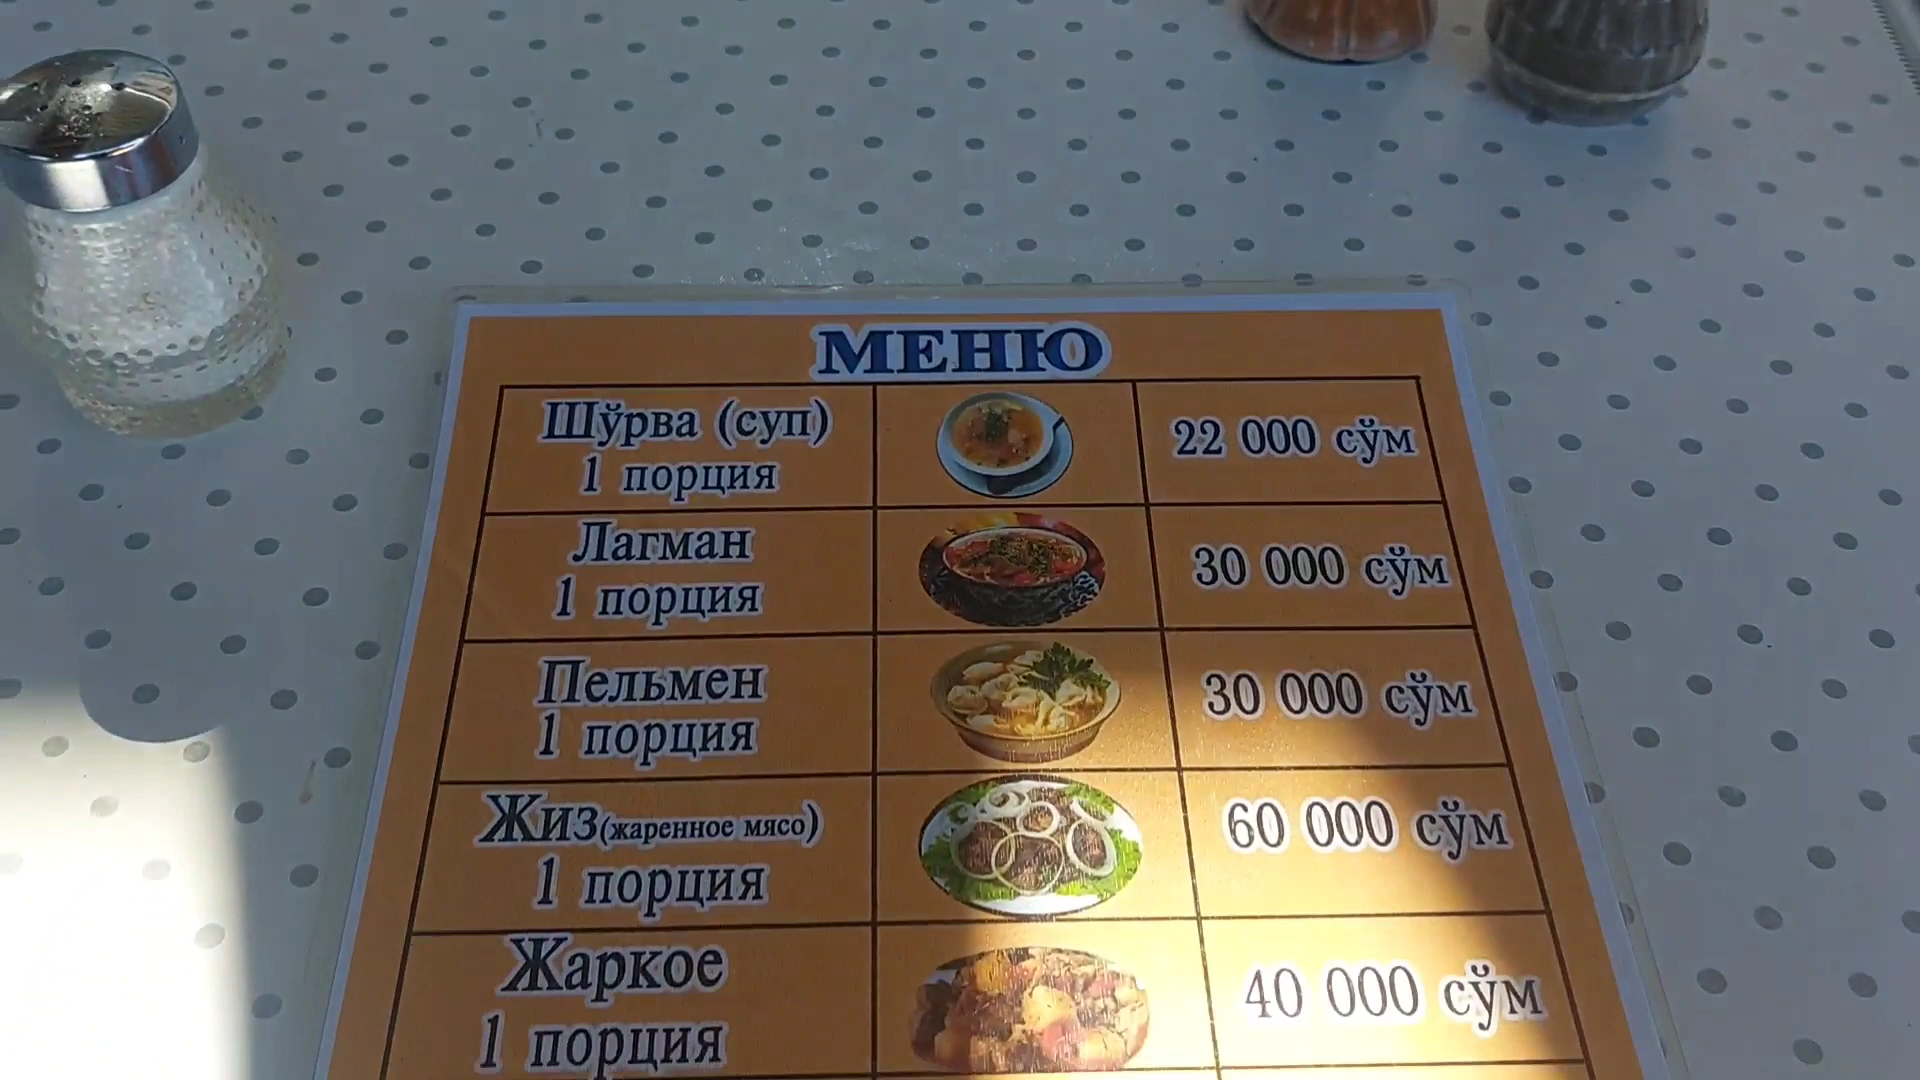 МЕНЮ
Шўрва (суп)
1 порция
22 000 сўм
Лагман
1 порция
30 000 сўм
Пельмен
1 порция
30 000 сўм
Жиз(жаренное мясо)
1 порция
60 000 сўм
Жаркое
1 порция
40 000 сўм